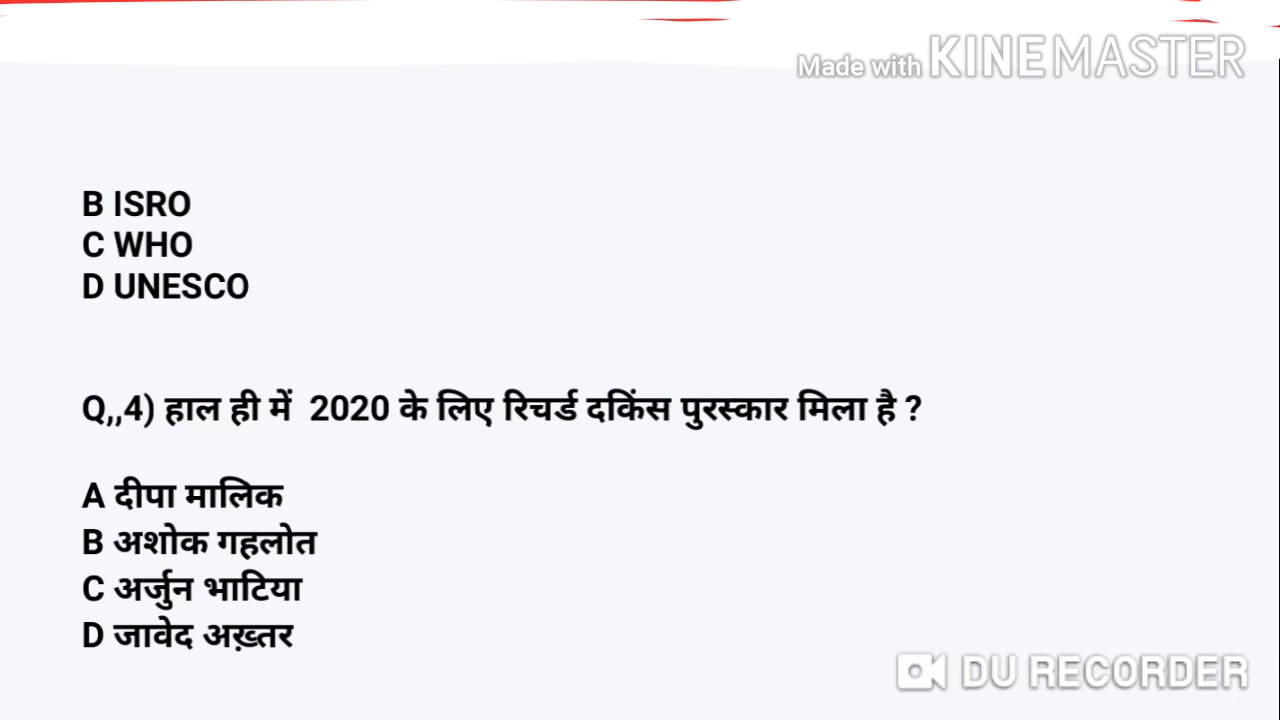 Made with KINEMASTER
B ISRO
C WHO
D UNESCO
Q,,4) हाल ही में 2020 के लिए रिचर्ड दकिंस पुरस्कार मिला है ?
A दीपा मालिक
B अशोक गहलोत
C अर्जुन भाटिया
D जावेद अख़्तर
DU RECORDER